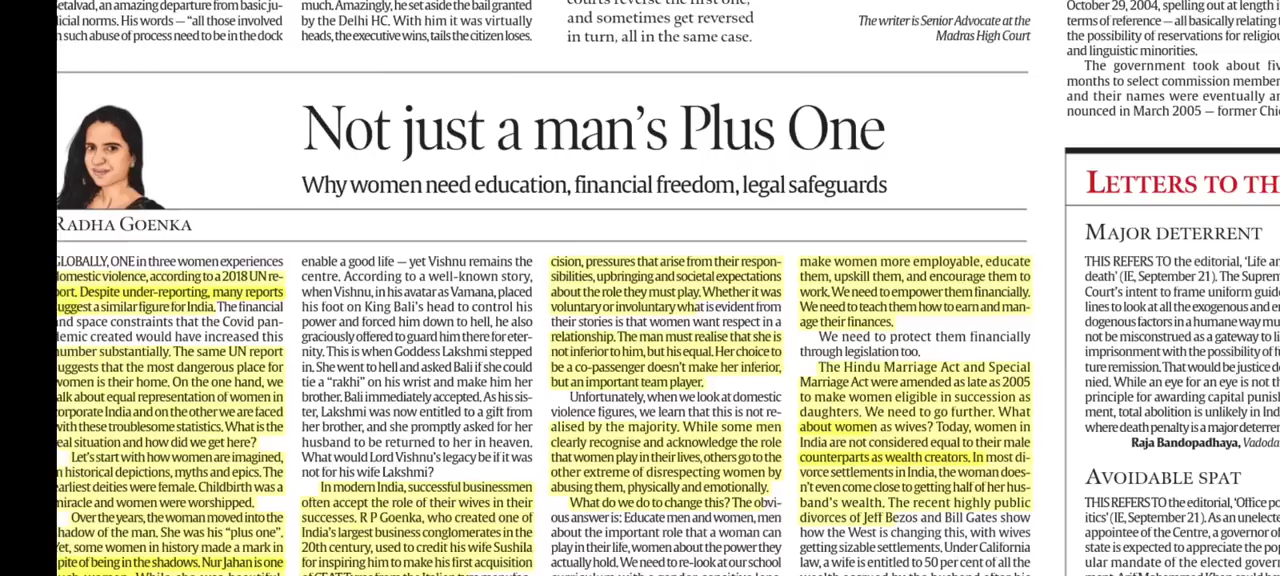 etalvad, an amazing departure from basic ju-
licial norms. His words — “all those involved
n such abuse of process need to be in the dock
much. Amazingly, he set aside the bail granted
by the Delhi HC. With him it was virtually
heads, the executive wins, tails the citizen loses.
courts reverse the first one,
and sometimes get reversed
in turn, all in the same case.
The writer is Senior Advocate at the
Madras High Court
Not just a man’s Plus One
Why women need education, financial freedom, legal safeguards
RADHA GOENKA
GLOBALLY, ONE in three women experiences
domestic violence, according to a 2018 UN re-
port. Despite under-reporting, many reports
suggest a similar figure for India. The financial
and space constraints that the Covid pan-
demic created would have increased this
number substantially. The same UN report
suggests that the most dangerous place for
women is their home. On the one hand, we
talk about equal representation of women in
corporate India and on the other we are faced
with these troublesome statistics. What is the
real situation and how did we get here?
Let’s start with how women are imagined,
in historical depictions, myths and epics. The
earliest deities were female. Childbirth was a
miracle and women were worshipped.
Over the years, the woman moved into the
shadow of the man. She was his “plus one”.
Yet, some women in history made a mark in
spite of being in the shadows. Nur Jahan is one
such woman. While she was beautiful
enable a good life — yet Vishnu remains the
centre. According to a well-known story,
when Vishnu, in his avatar as Vamana, placed
his foot on King Bali’s head to control his
power and forced him down to hell, he also
graciously offered to guard him there for eter-
nity. This is when Goddess Lakshmi stepped
in. She went to hell and asked Bali if she could
tie a “rakhi” on his wrist and make him her
brother. Bali immediately accepted. As his sis-
ter, Lakshmi was now entitled to a gift from
her brother, and she promptly asked for her
husband to be returned to her in heaven.
What would Lord Vishnu’s legacy be if it was
not for his wife Lakshmi?
In modern India, successful businessmen
often accept the role of their wives in their
successes. R P Goenka, who created one of
India’s largest business conglomerates in the
20th century, used to credit his wife Sushila
for inspiring him to make his first acquisition
of CEAT Tyres from the Italian tyre manufac-
cision, pressures that arise from their respon-
sibilities, upbringing and societal expectations
about the role they must play. Whether it was
voluntary or involuntary what is evident from
their stories is that women want respect in a
relationship. The man must realise that she is
not inferior to him, but his equal. Her choice to
be a co-passenger doesn’t make her inferior,
but an important team player.
Unfortunately, when we look at domestic
violence figures, we learn that this is not re-
alised by the majority. While some men
clearly recognise and acknowledge the role
that women play in their lives, others go to the
other extreme of disrespecting women by
abusing them, physically and emotionally.
What do we do to change this? The obvi-
ous answer is: Educate men and women, men
about the important role that a woman can
play in their life, women about the power they
actually hold. We need to re-look at our school
curriculum with a gender-sensitive lens
make women more employable, educate
them, upskill them, and encourage them to
work. We need to empower them financially.
We need to teach them how to earn and man-
age their finances.
We need to protect them financially
through legislation too.
The Hindu Marriage Act and Special
Marriage Act were amended as late as 2005
to make women eligible in succession as
daughters. We need to go further. What
about women as wives? Today, women in
India are not considered equal to their male
counterparts as wealth creators. In most di-
vorce settlements in India, the woman does-
n’t even come close to getting half of her hus-
band’s wealth. The recent highly public
divorces of Jeff Bezos and Bill Gates show
how the West is changing this, with wives
getting sizable settlements. Under California
law, a wife is entitled to 50 per cent of all the
wealth accrued by the husband after his
October 29, 2004, spelling out at length i
terms of reference — all basically relating t
the possibility of reservations for religiou
and linguistic minorities.
The government took about fiv
months to select commission member
and their names were eventually an
nounced in March 2005 — former Chie
LETTERS TO TH
MAJOR DETERRENT
THIS REFERS TO the editorial, ‘Life an
death’ (IE, September 21). The Suprem
Court’s intent to frame uniform guide
lines to look at all the exogenous and en
dogenous factors in a humane way mu
not be misconstrued as a gateway to li
imprisonment with the possibility of fu
ture remission. That would be justice de
nied. While an eye for an eye is not th
principle for awarding capital punish
ment, total abolition is unlikely in Ind
where death penalty is a major deterren
Raja Bandopadhaya, Vadodar
AVOIDABLE SPAT
THIS REFERS TO the editorial, ‘Office po
itics’ (IE, September 21). As an unelecte
appointee of the Centre, a governor of
state is expected to appreciate the pop
ular mandate of the elected govern